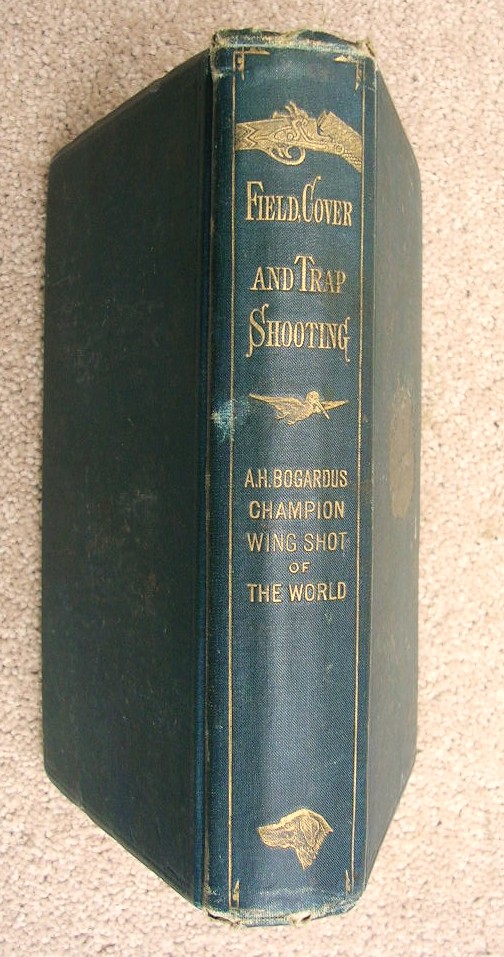 FIELD, COVER
AND TRAP
SHOOTING
A.H. BOGARDUS
CHAMPION
WING SHOT
OF
THE WORLD